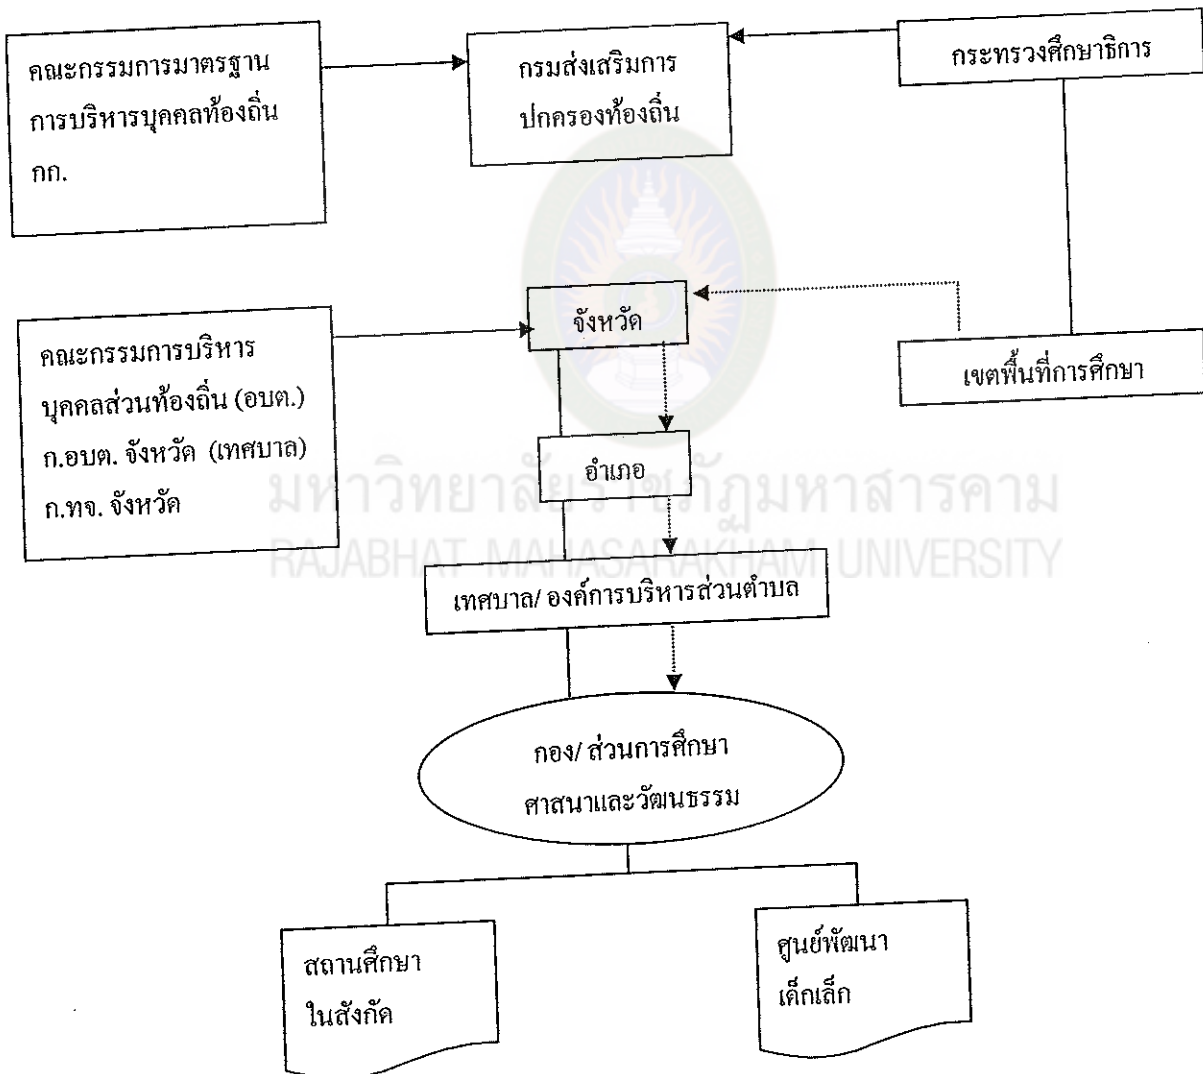 คณะกรรมการมาตรฐาน
การบริหารบุคคลท้องถิ่น
กก.
กรมส่งเสริมการ
ปกครองท้องถิ่น
กระทรวงศึกษาธิการ
คณะกรรมการบริหาร
บุคคลส่วนท้องถิ่น (อบต.)
ก.อบต. จังหวัด (เทศบาล)
ก.ทจ. จังหวัด
จังหวัด
เขตพื้นที่การศึกษา
อำเภอ
มหาวิทยาลัยราชภัฏมหาสารคาม
RAJABHAT MAHASARAKHAM UNIVERSITY
เทศบาล/ องค์การบริหารส่วนตำบล
กอง/ ส่วนการศึกษา
ศาสนาและวัฒนธรรม
สถานศึกษา
ในสังกัด
ศูนย์พัฒนา
เด็กเล็ก